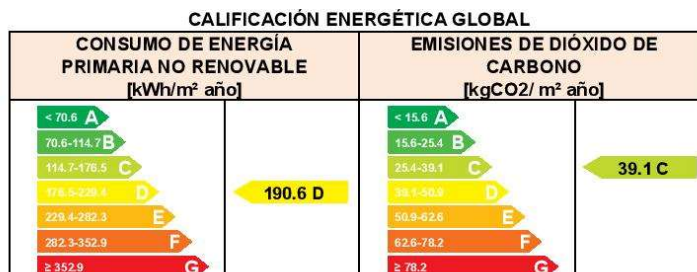 CALIFICACIÓN ENERGÉTICA GLOBAL
CONSUMO DE ENERGÍA
PRIMARIA NO RENOVABLE
[kWh/m² año]
EMISIONES DE DIÓXIDO DE
CARBONO
[kgCO2/ m² año]
< 70.6 A
70.6-114.7 B
114.7-176.5 C
176.5-229.4 D
229.4-282.3 E
282.3-352.9 F
≥ 352.9 G
190.6 D
< 15.6 A
15.6-25.4 B
25.4-39.1 C
39.1-50.9 D
50.9-62.6 E
62.6-78.2 F
≥ 78.2 G
39.1 C